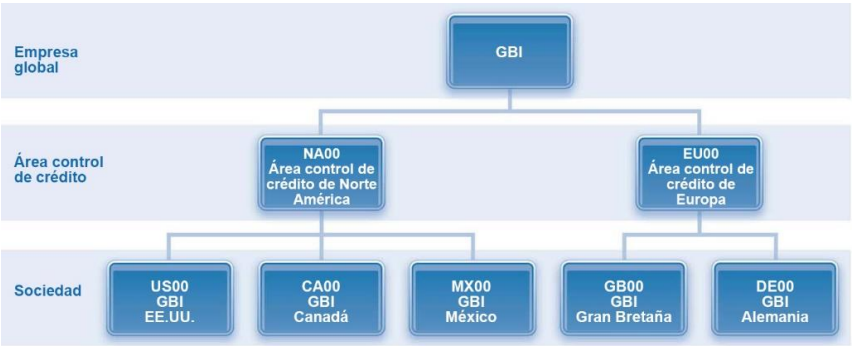 Empresa
global
GBI
Área control
de crédito
NA00
Área control de
crédito de Norte
América
EU00
Área control de
crédito de
Europa
Sociedad
US00
GBI
EE.UU.
CA00
GBI
Canadá
MX00
GBI
México
GB00
GBI
Gran Bretaña
DE00
GBI
Alemania